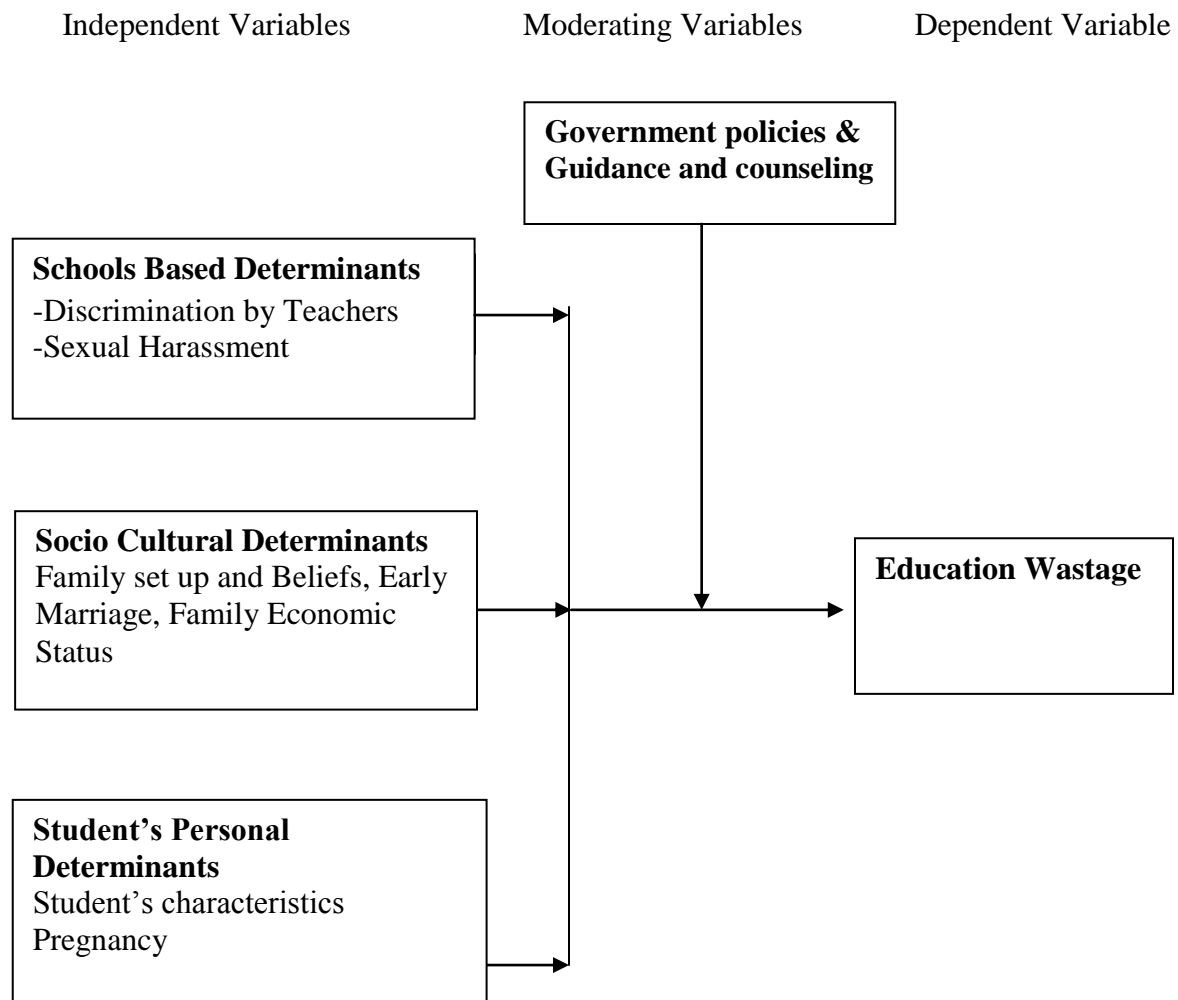 Independent Variables Moderating Variables Dependent Variable
Government policies &
Guidance and counseling
Schools Based Determinants
-Discrimination by Teachers
-Sexual Harassment
Socio Cultural Determinants
Family set up and Beliefs, Early
Marriage, Family Economic
Status
Education Wastage
Student’s Personal
Determinants
Student’s characteristics
Pregnancy